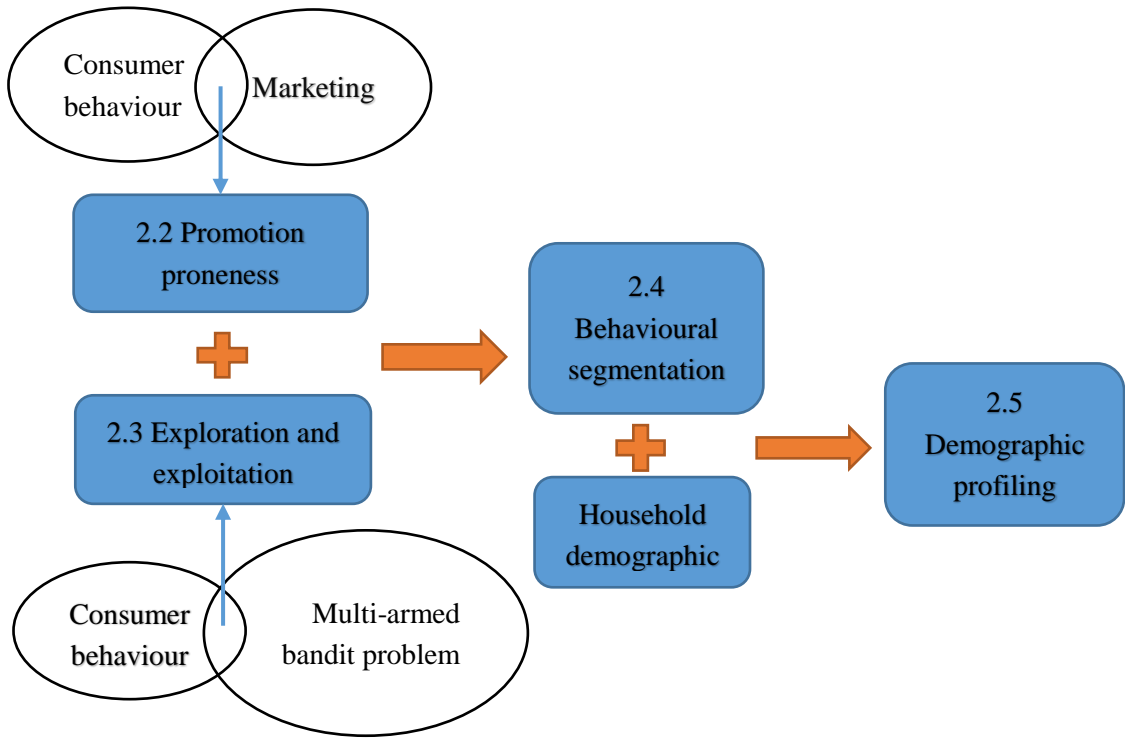 Consumer
behaviour
Marketing
2.2 Promotion
proneness
2.3 Exploration and
exploitation
Consumer
behaviour
Multi-armed
bandit problem
2.4
Behavioural
segmentation
Household
demographic
2.5
Demographic
profiling